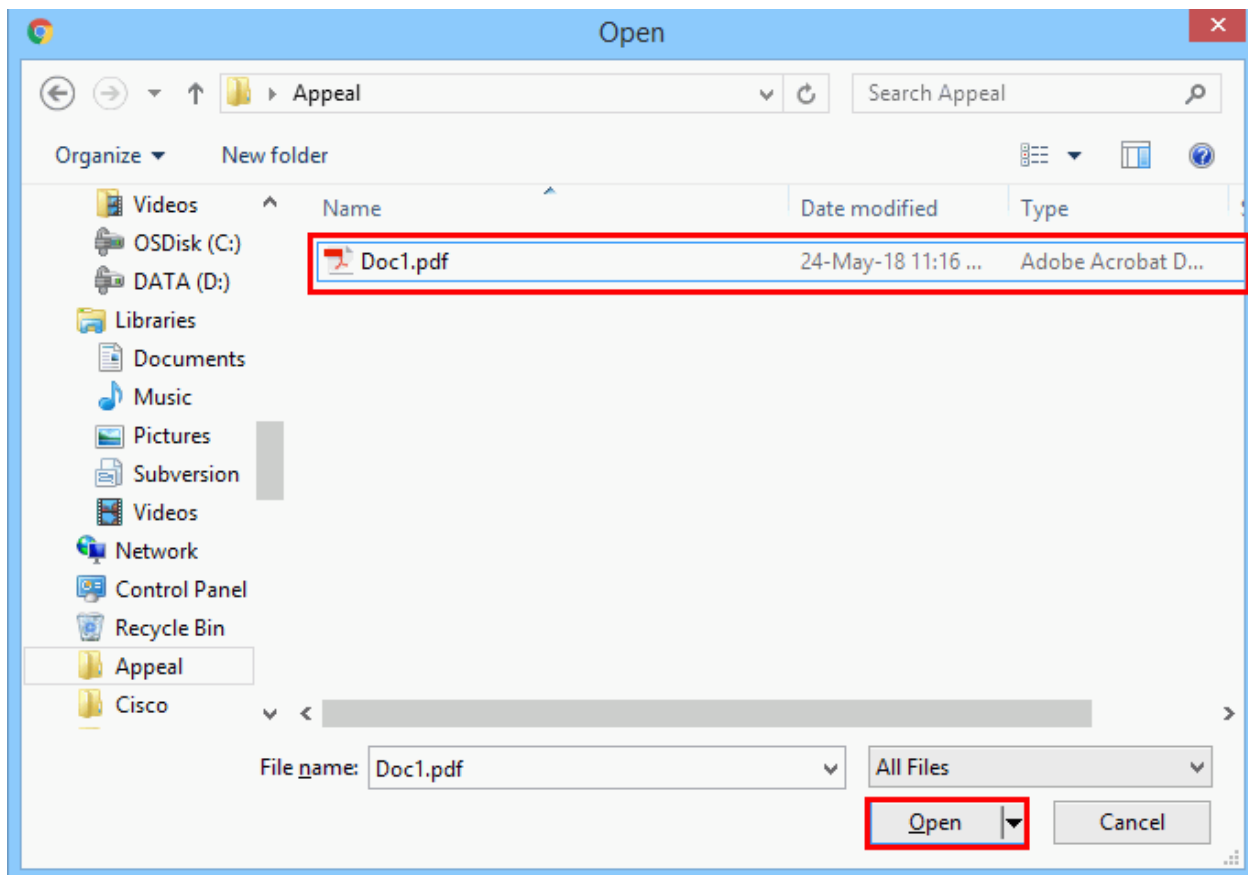 Open
Appeal
Search Appeal
Organize
New folder
Name
Date modified
Type
Doc1.pdf
24-May-18 11:16 ...
Adobe Acrobat D...
Videos
OSDisk (C:)
DATA (D:)
Libraries
Documents
Music
Pictures
Subversion
Videos
Network
Control Panel
Recycle Bin
Appeal
Cisco
File name: Doc1.pdf
All Files
Open
Cancel